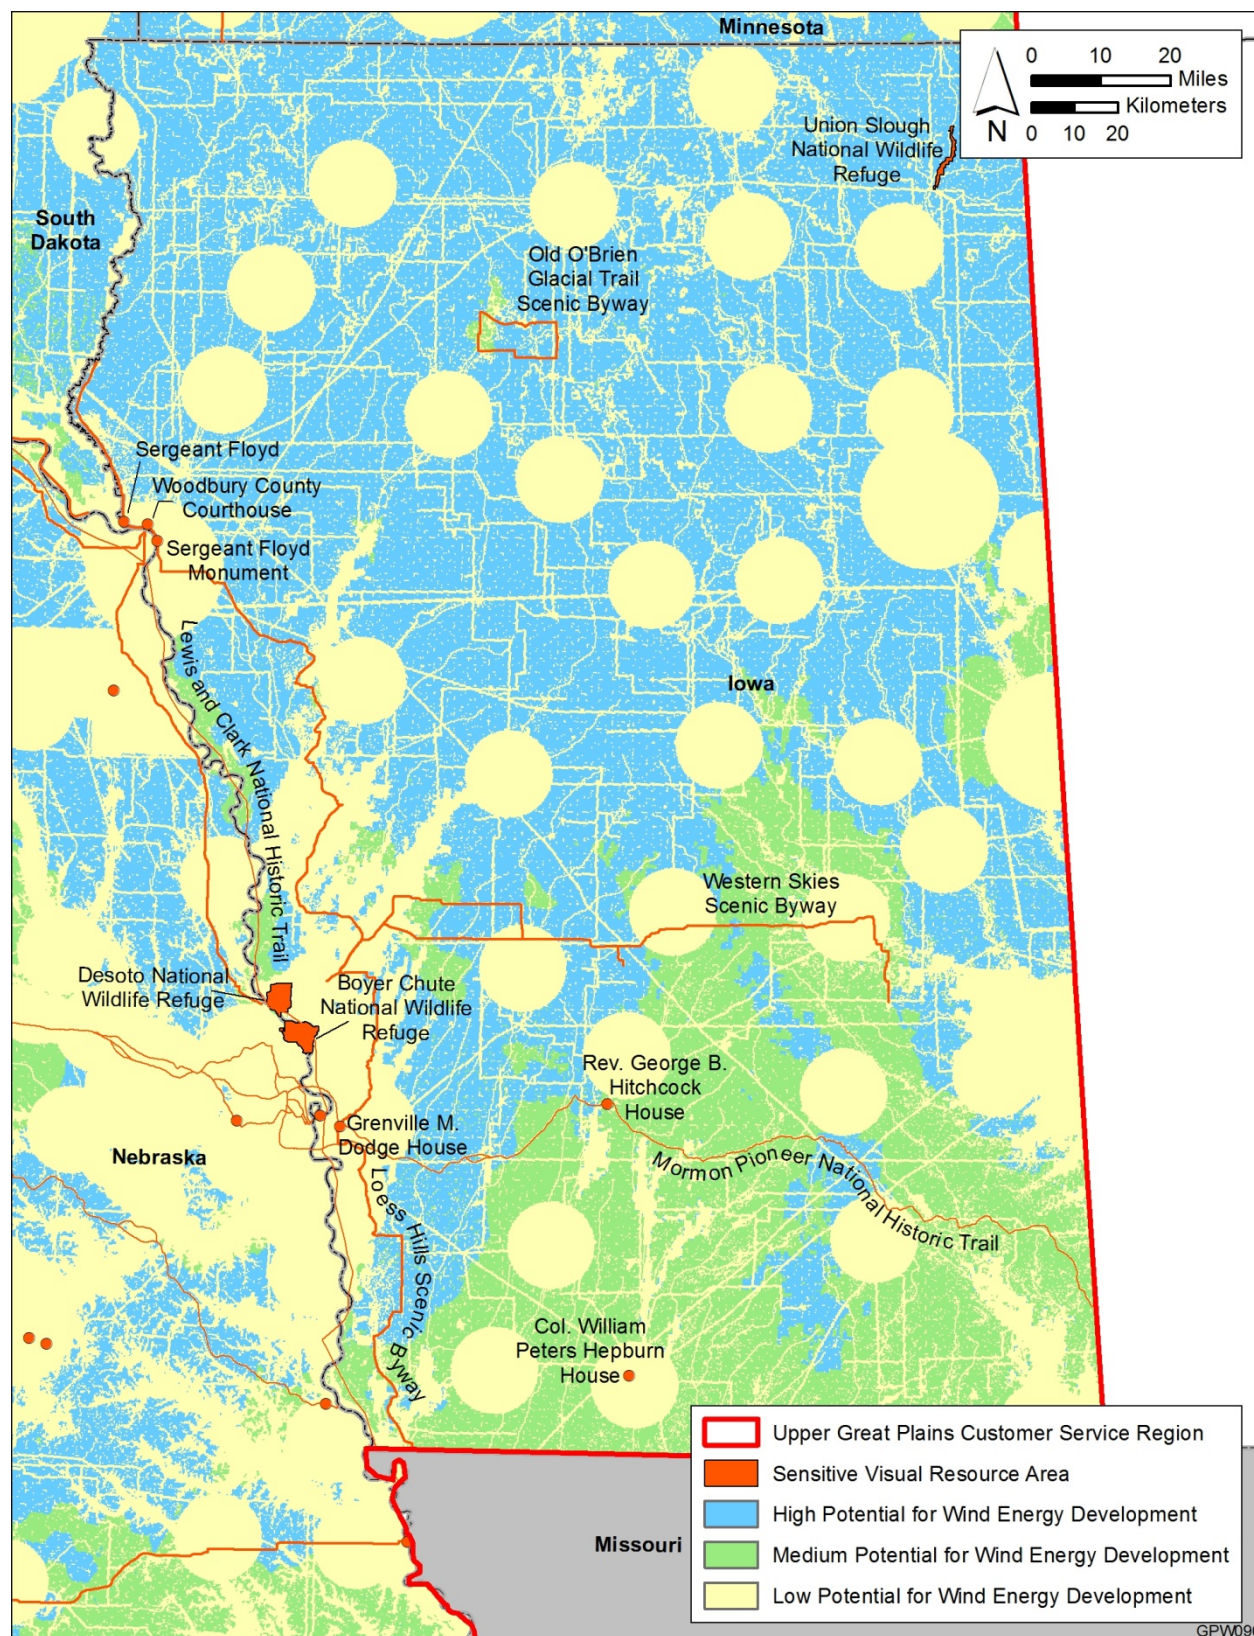 Minnesota
0 10 20
Miles
Kilometers
0 10 20
N
Union Slough
National Wildlife
Refuge
South
Dakota
Old O'Brien
Glacial Trail
Scenic Byway
Sergeant Floyd
Woodbury County
Courthouse
Sergeant Floyd
Monument
Lewis and Clark National Historic Trail
Iowa
Western Skies
Scenic Byway
Desoto National
Wildlife Refuge
Boyer Chute
National Wildlife
Refuge
Rev. George B.
Hitchcock
House
Grenville M.
Dodge House
Nebraska
Mormon Pioneer National Historic Trail
Loess Hills Scenic Byway
Col. William
Peters Hepburn
House
Upper Great Plains Customer Service Region
Sensitive Visual Resource Area
High Potential for Wind Energy Development
Medium Potential for Wind Energy Development
Low Potential for Wind Energy Development
Missouri